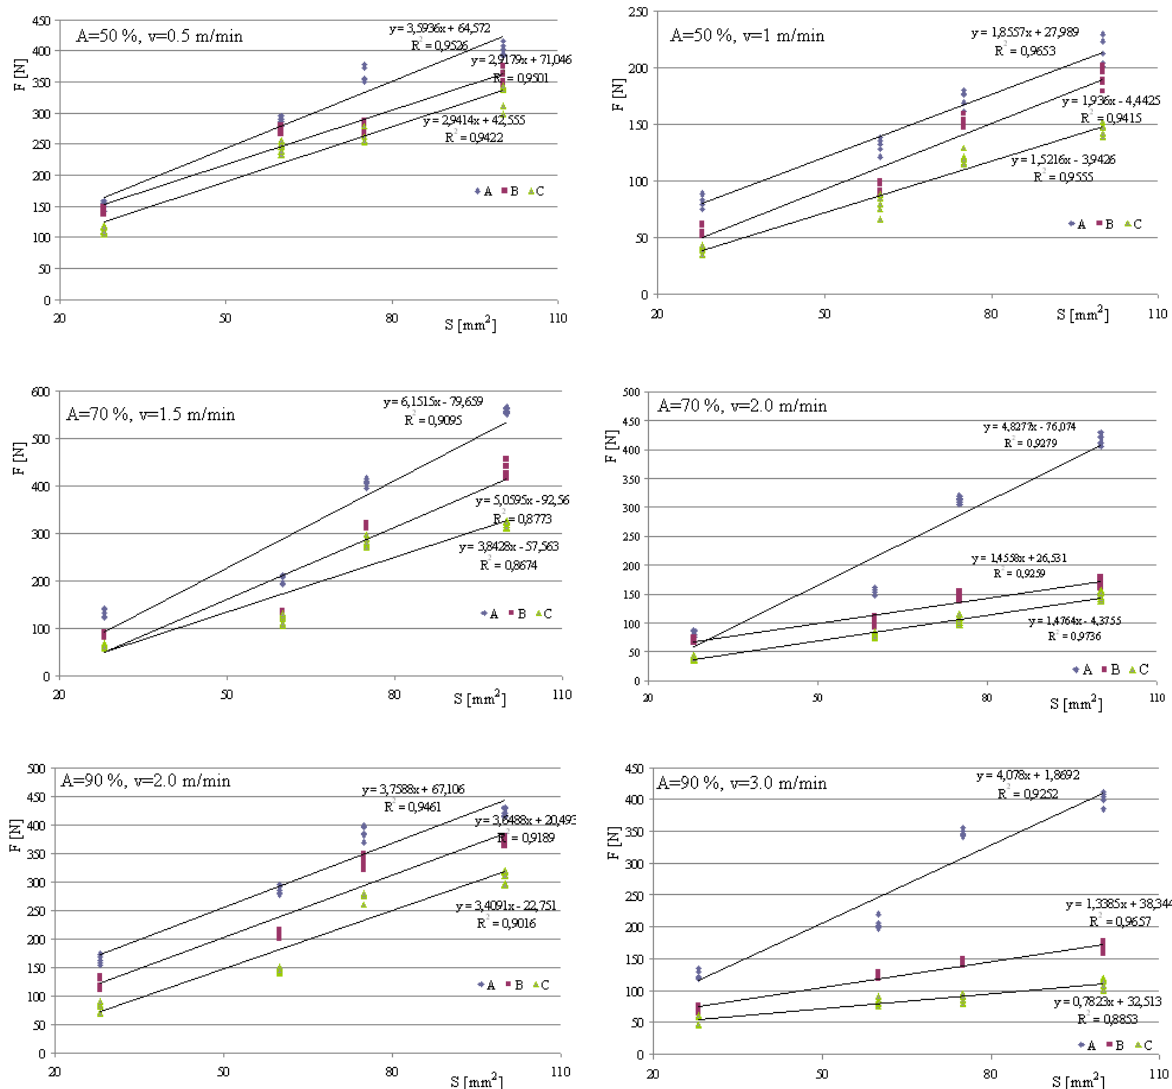 A=50 %, v=0.5 m/min
F [N]
450
400
350
300
250
200
150
100
50
0
20
50
80
110
S [mm²]
y = 3,5936x + 64,572
R² = 0,9526
y = 2,9179x + 71,046
R² = 0,9501
y = 2,9414x + 42,555
R² = 0,9422
A B C
A=50 %, v=1 m/min
F [N]
250
200
150
100
50
0
20
50
80
110
S [mm²]
y = 1,8557x + 27,989
R² = 0,9653
y = 1,936x - 4,4425
R² = 0,9415
y = 1,5216x - 3,9426
R² = 0,9555
A B C
A=70 %, v=1.5 m/min
F [N]
600
500
400
300
200
100
0
20
50
80
110
S [mm²]
y = 6,1515x - 79,659
R² = 0,9095
y = 5,0595x - 92,56
R² = 0,8773
y = 3,8428x - 57,563
R² = 0,8674
A B C
A=70 %, v=2.0 m/min
F [N]
500
450
400
350
300
250
200
150
100
50
0
20
50
80
110
S [mm²]
y = 4,8277x - 76,074
R² = 0,9279
y = 1,4558x + 26,531
R² = 0,9259
y = 1,4764x - 4,3755
R² = 0,9736
A B C
A=90 %, v=2.0 m/min
F [N]
500
450
400
350
300
250
200
150
100
50
0
20
50
80
110
S [mm²]
y = 3,7588x + 67,106
R² = 0,9461
y = 3,6488x + 20,493
R² = 0,9189
y = 3,4091x - 22,751
R² = 0,9016
A B C
A=90 %, v=3.0 m/min
F [N]
450
400
350
300
250
200
150
100
50
0
20
50
80
110
S [mm²]
y = 4,078x + 1,8692
R² = 0,9252
y = 1,3385x + 38,344
R² = 0,9657
y = 0,7823x + 32,513
R² = 0,8853
A B C